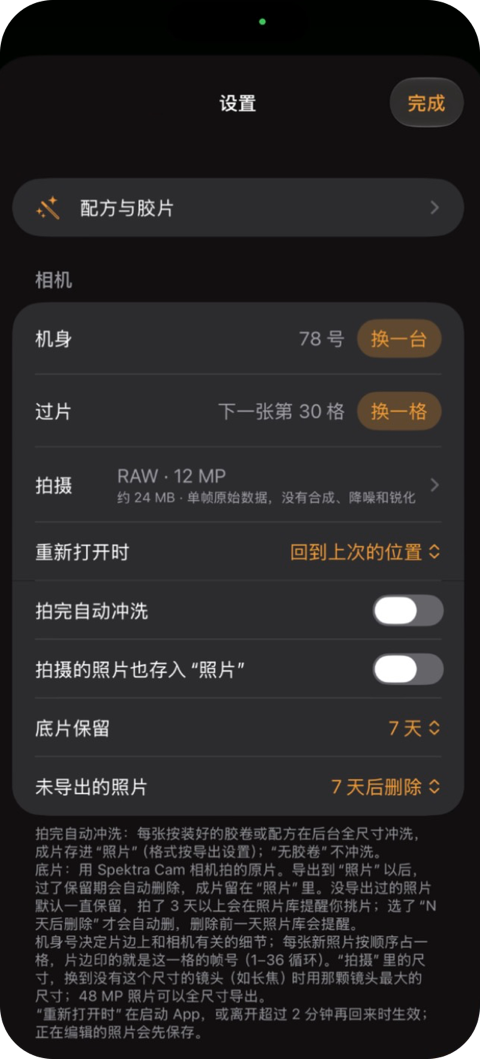 设置
完成
配方与胶片
相机
机身 78 号 换一台
过片 下一张第 30 格 换一格
拍摄 RAW · 12 MP
约 24 MB · 单帧原始数据，没有合成、降噪和锐化
重新打开时 回到上次的位置
拍完自动冲洗
拍摄的照片也存入 “照片”
底片保留 7 天
未导出的照片 7 天后删除
拍完自动冲洗：每张按装好的胶卷或配方在后台全尺寸冲洗，
成片存进 “照片”（格式按导出设置）；“无胶卷” 不冲洗。
底片：用 Spektra Cam 相机拍的原片。导出到 “照片” 以后，
过了保留期会自动删除，成片留在 “照片” 里。没导出过的照片
默认一直保留，拍了 3 天以上会在照片库提醒你挑片；选了 “N
天后删除” 才会自动删，删除前一天照片库会提醒。
机身号决定片边上和相机有关的细节；每张新照片按顺序占一
格，片边印的就是这一格的帧号（1–36 循环）。“拍摄” 里的尺
寸，换到没有这个尺寸的镜头（如长焦）时用那颗镜头最大的
尺寸；48 MP 照片可以全尺寸导出。
“重新打开时” 在启动 App，或离开超过 2 分钟再回来时生效；
正在编辑的照片会先保存。